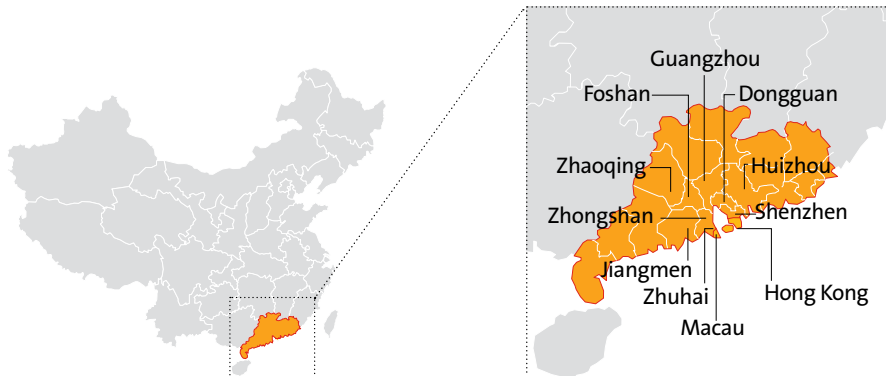 Guangzhou
Foshan
Dongguan
Zhaoqing
Huizhou
Zhongshan
Shenzhen
Jiangmen
Zhuhai
Hong Kong
Macau